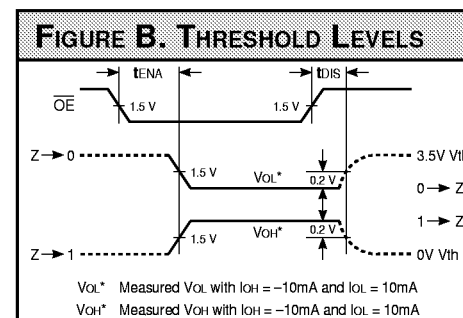 FIGURE B. THRESHOLD LEVELS
tENA tDIS
OE 1.5 V 1.5 V
Z → 0 3.5V Vth
1.5 V VOL* 0.2 V
0 → Z
1 → Z
1.5 V VOH* 0.2 V
Z → 1 0V Vth
VOL* Measured VOL with IOH = –10mA and IOL = 10mA
VOH* Measured VOH with IOH = –10mA and IOL = 10mA